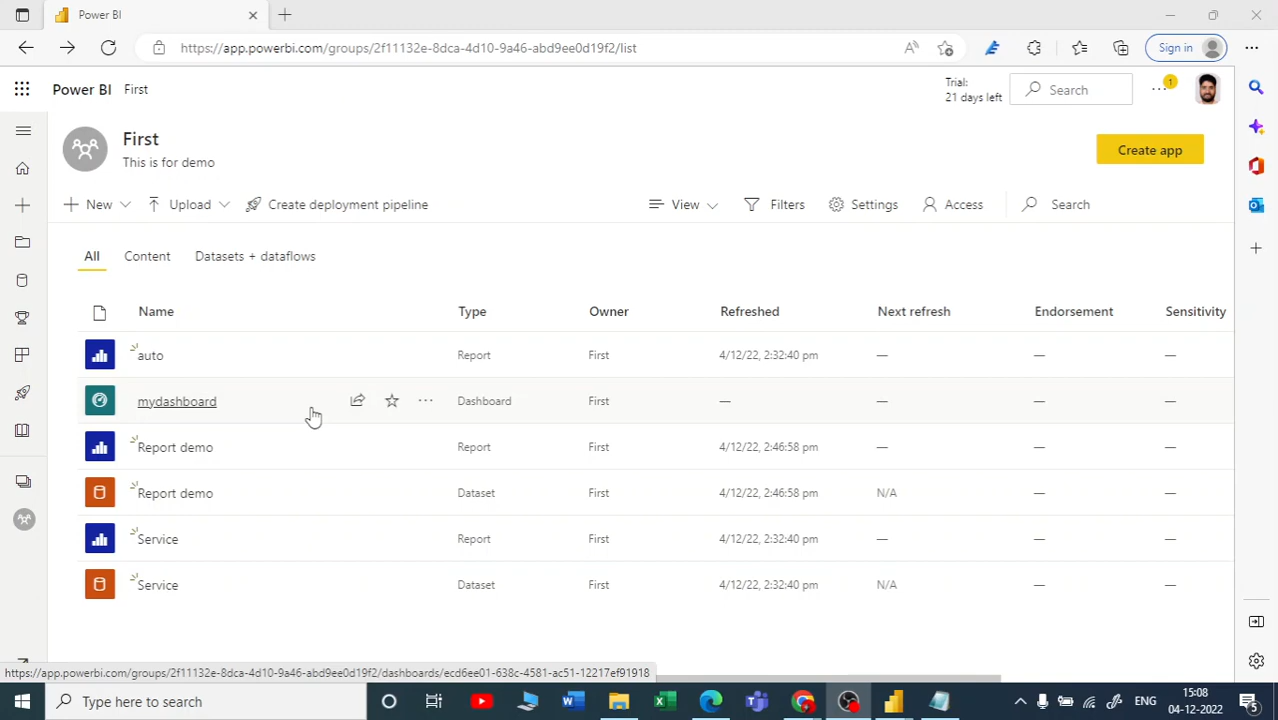 Power BI
https://app.powerbi.com/groups/2f11132e-8dca-4d10-9a46-abd9ee0d19f2/list
Sign in
Power BI First
Trial:
21 days left
Search
1
First
This is for demo
Create app
New Upload Create deployment pipeline View Filters Settings Access Search
All Content Datasets + dataflows
Name Type Owner Refreshed Next refresh Endorsement Sensitivity
auto Report First 4/12/22, 2:32:40 pm — — —
mydashboard Dashboard First — — — —
Report demo Report First 4/12/22, 2:46:58 pm — — —
Report demo Dataset First 4/12/22, 2:46:58 pm N/A — —
Service Report First 4/12/22, 2:32:40 pm — — —
Service Dataset First 4/12/22, 2:32:40 pm N/A — —
https://app.powerbi.com/groups/2f11132e-8dca-4d10-9a46-abd9ee0d19f2/dashboards/ecd6ee01-638c-4581-ac51-12217ef91918
Type here to search
ENG
15:08
04-12-2022
5